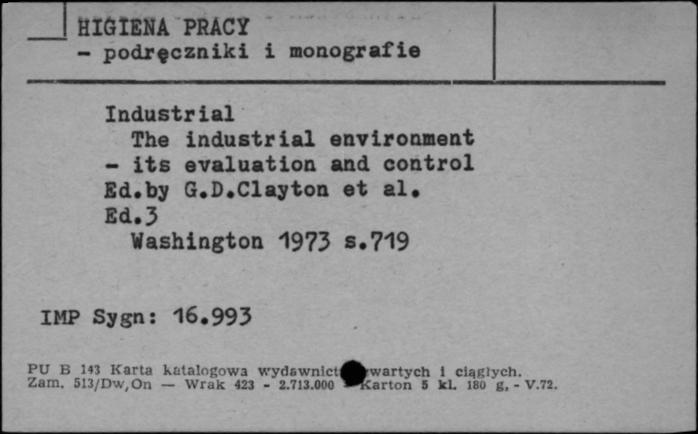 HIGIENA PRACY
- podręczniki i monografie
Industrial
The industrial environment
- its evaluation and control
Ed.by G.D.Clayton et al.
Ed.3
Washington 1973 s.719
IMP Sygn: 16.993
PU B 143 Karta katalogowa wydawnict wartych i ciągłych.
Zam. 513/Dw,On — Wrak 423 - 2.713.000 - Karton 5 kl. 180 g, - V.72.